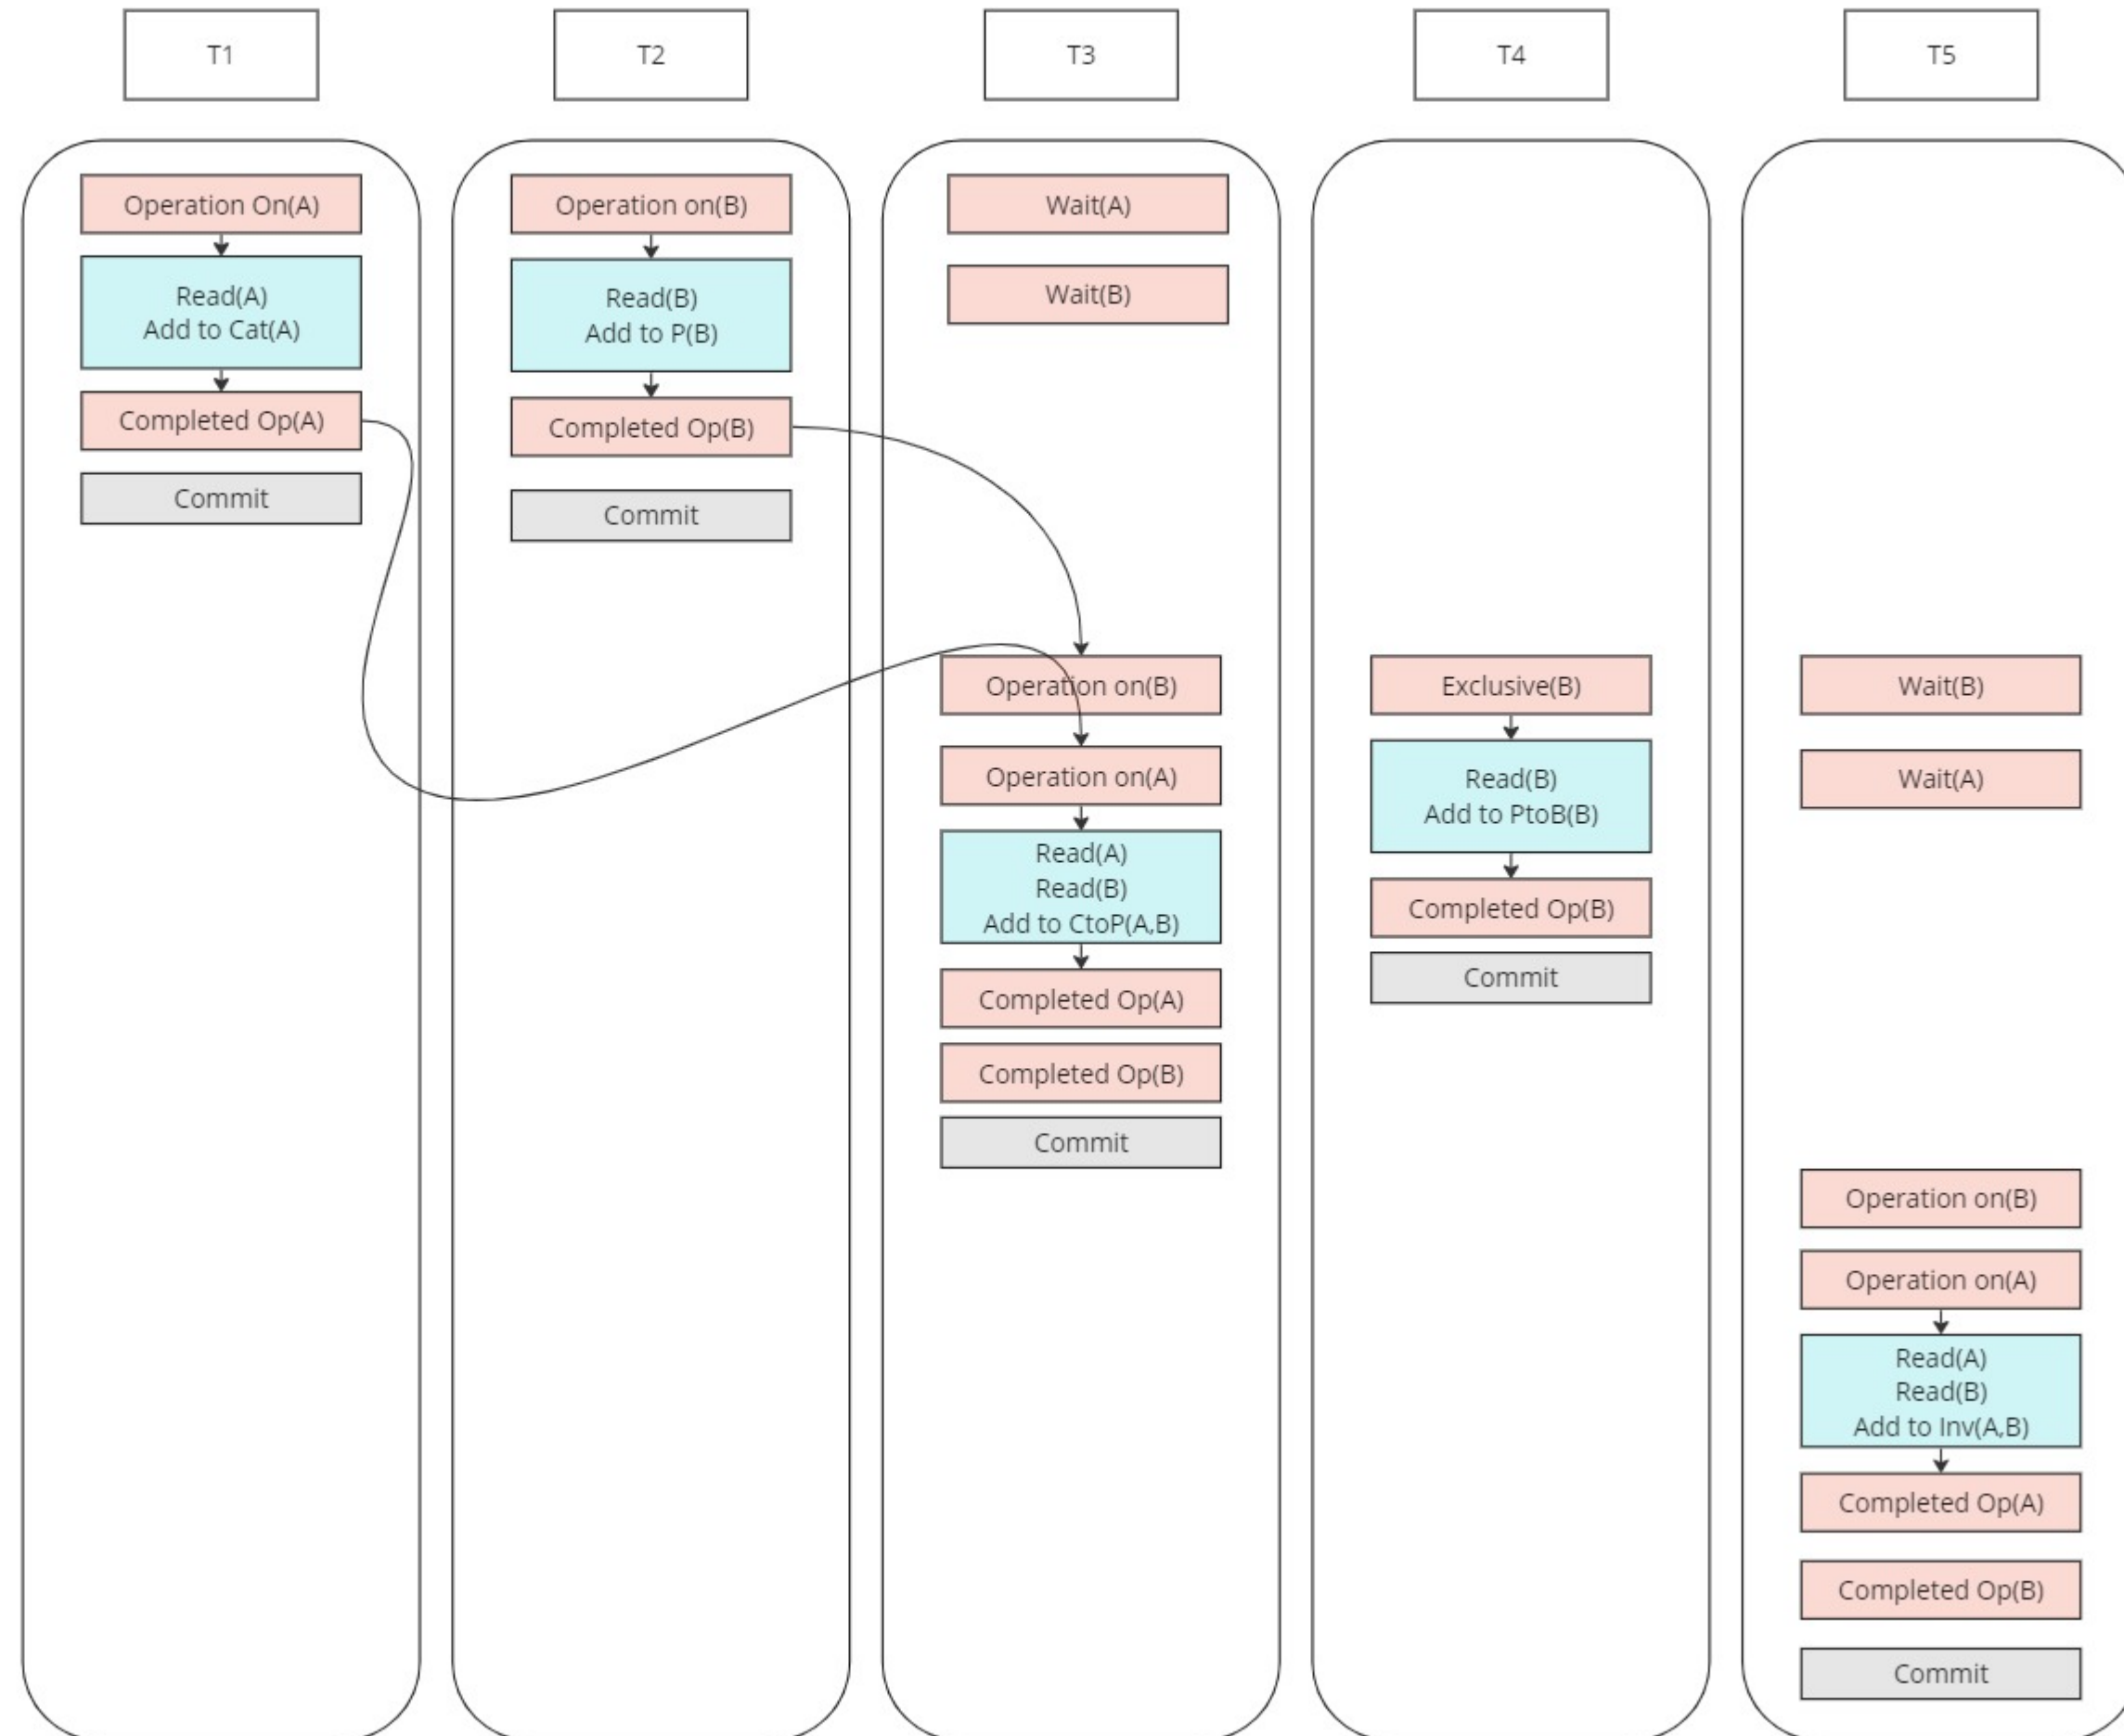 T1
T2
T3
T4
T5
Operation On(A)
Read(A)
Add to Cat(A)
Completed Op(A)
Commit
Operation on(B)
Read(B)
Add to P(B)
Completed Op(B)
Commit
Wait(A)
Wait(B)
Operation on(B)
Operation on(A)
Read(A)
Read(B)
Add to CtoP(A,B)
Completed Op(A)
Completed Op(B)
Commit
Exclusive(B)
Read(B)
Add to PtoB(B)
Completed Op(B)
Commit
Wait(B)
Wait(A)
Operation on(B)
Operation on(A)
Read(A)
Read(B)
Add to Inv(A,B)
Completed Op(A)
Completed Op(B)
Commit